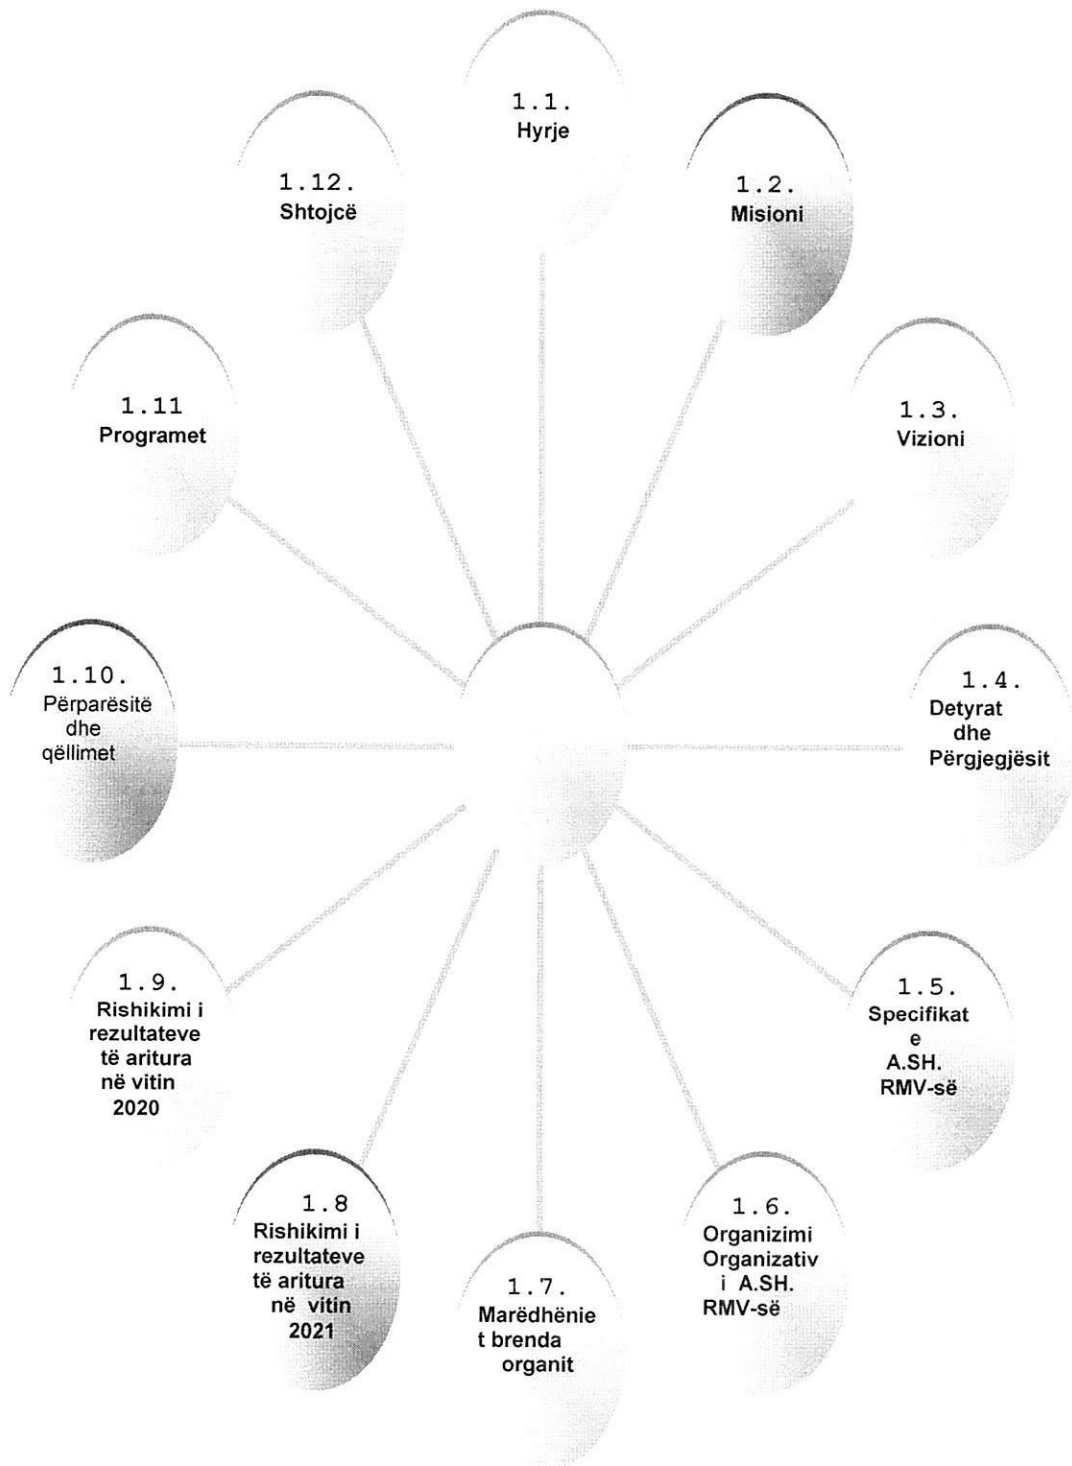 1.1.
Hyrje
1.2.
Misioni
1.3.
Vizioni
1.4.
Detyrat
dhe
Përgjegjësit
1.5.
Specifikat
e
A.SH.
RMV-së
1.6.
Organizimi
Organizativ
i A.SH.
RMV-së
1.7.
Marëdhënie
t brenda
organit
1.8
Rishikimi i
rezultateve
të aritura
në vitin
2021
1.9.
Rishikimi i
rezultateve
të aritura
në vitin
2020
1.10.
Përparësitë
dhe
qëllimet
1.11
Programet
1.12.
Shtojcë